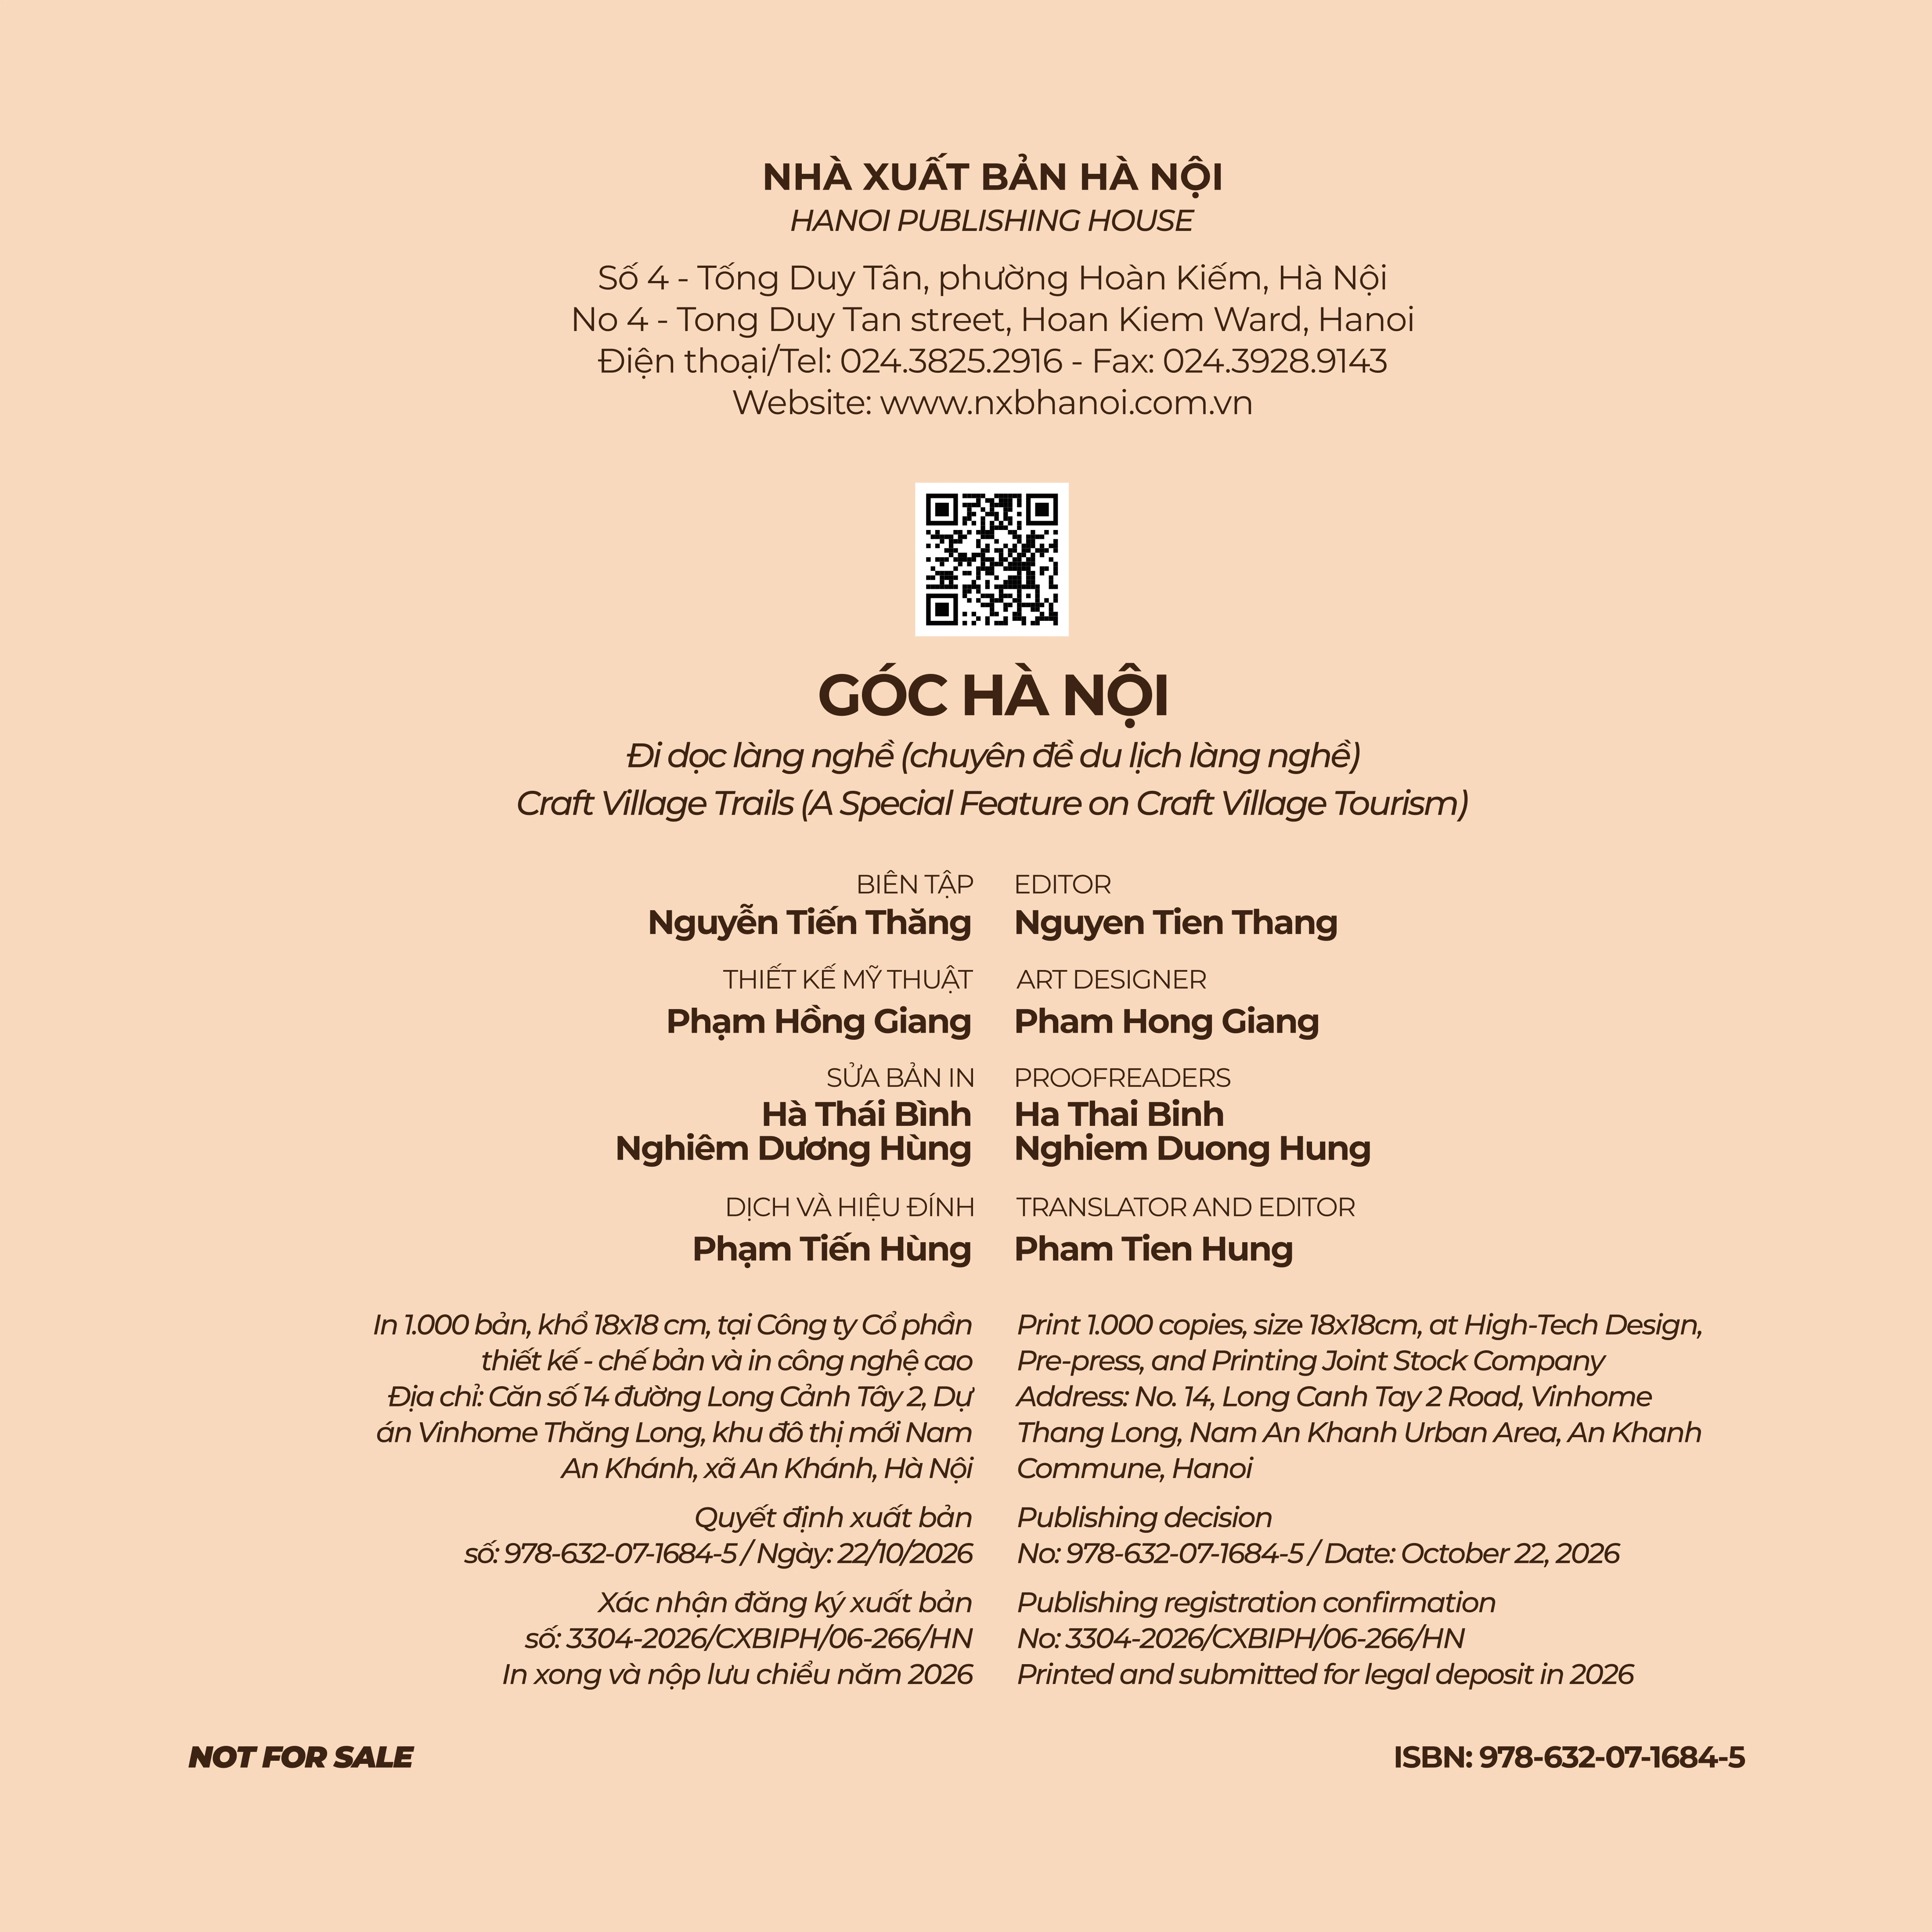 NHÀ XUẤT BẢN HÀ NỘI
HANOI PUBLISHING HOUSE
Số 4 - Tống Duy Tân, phường Hoàn Kiếm, Hà Nội
No 4 - Tong Duy Tan street, Hoan Kiem Ward, Hanoi
Điện thoại/Tel: 024.3825.2916 - Fax: 024.3928.9143
Website: www.nxbhanoi.com.vn
GÓC HÀ NỘI
Đi dọc làng nghề (chuyên đề du lịch làng nghề)
Craft Village Trails (A Special Feature on Craft Village Tourism)
BIÊN TẬP
Nguyễn Tiến Thăng
THIẾT KẾ MỸ THUẬT
Phạm Hồng Giang
SỬA BẢN IN
Hà Thái Bình
Nghiêm Dương Hùng
DỊCH VÀ HIỆU ĐÍNH
Phạm Tiến Hùng
In 1.000 bản, khổ 18x18 cm, tại Công ty Cổ phần
thiết kế - chế bản và in công nghệ cao
Địa chỉ: Căn số 14 đường Long Cảnh Tây 2, Dự
án Vinhome Thăng Long, khu đô thị mới Nam
An Khánh, xã An Khánh, Hà Nội
Quyết định xuất bản
số: 978-632-07-1684-5 / Ngày: 22/10/2026
Xác nhận đăng ký xuất bản
số: 3304-2026/CXBIPH/06-266/HN
In xong và nộp lưu chiểu năm 2026
EDITOR
Nguyen Tien Thang
ART DESIGNER
Pham Hong Giang
PROOFREADERS
Ha Thai Binh
Nghiem Duong Hung
TRANSLATOR AND EDITOR
Pham Tien Hung
Print 1.000 copies, size 18x18cm, at High-Tech Design,
Pre-press, and Printing Joint Stock Company
Address: No. 14, Long Canh Tay 2 Road, Vinhome
Thang Long, Nam An Khanh Urban Area, An Khanh
Commune, Hanoi
Publishing decision
No: 978-632-07-1684-5 / Date: October 22, 2026
Publishing registration confirmation
No: 3304-2026/CXBIPH/06-266/HN
Printed and submitted for legal deposit in 2026
NOT FOR SALE
ISBN: 978-632-07-1684-5